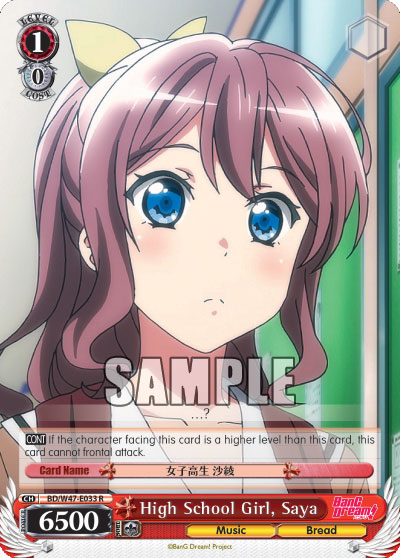 LEVEL
1
0
COST
SAMPLE
...?
CONT If the character facing this card is a higher level than this card, this
card cannot frontal attack.
Card Name 女子高生 沙綾
CH BD/W47-E033 R
6500
High School Girl, Saya
BanG Dream!
Music Bread
©BanG Dream! Project